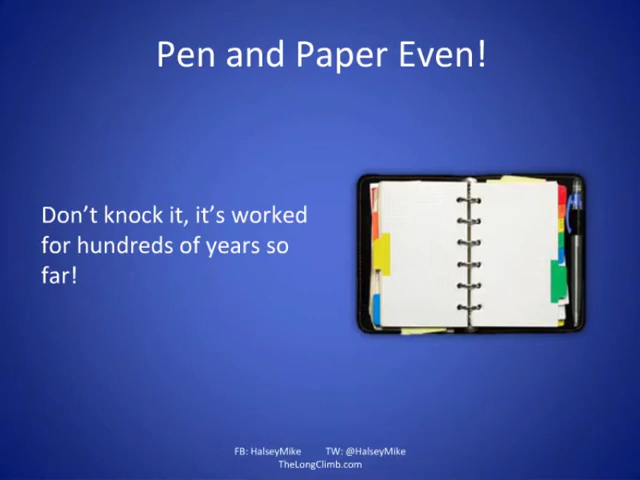 Pen and Paper Even!
Don’t knock it, it’s worked
for hundreds of years so
far!
FB: HalseyMike TW: @HalseyMike
TheLongClimb.com